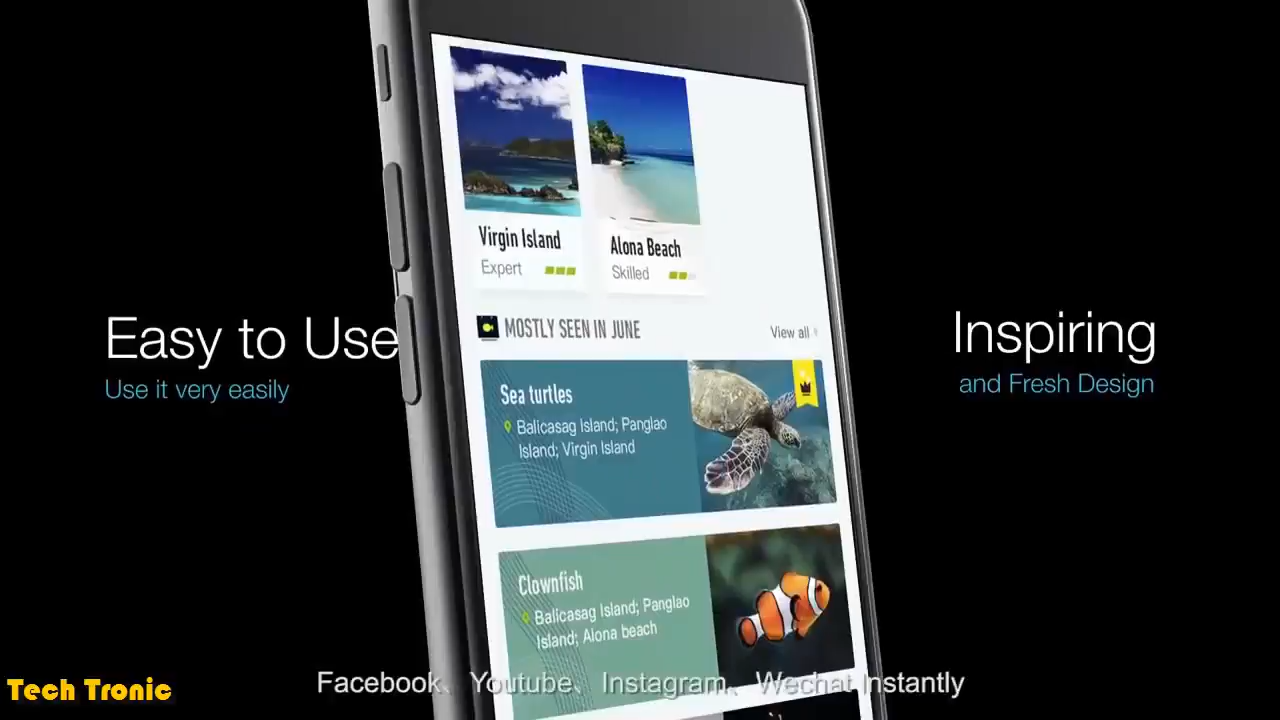 Virgin Island
Expert
Alona Beach
Skilled
MOSTLY SEEN IN JUNE
View all
Easy to Use
Use it very easily
Inspiring
and Fresh Design
Sea turtles
Balicasag Island; Panglao
Island; Virgin Island
Clownfish
Balicasag Island; Panglao
Island; Alona beach
Facebook、Youtube、Instagram、Wechat Instantly
Tech Tronic